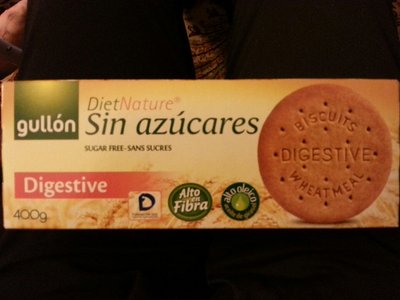 gullón
DietNature®
Sin azúcares
SUGAR FREE-SANS SUCRES
Digestive
400g
D
Alto
en
Fibra
alto oleico
BISCUITS
DIGESTIVE
WHEATMEAL